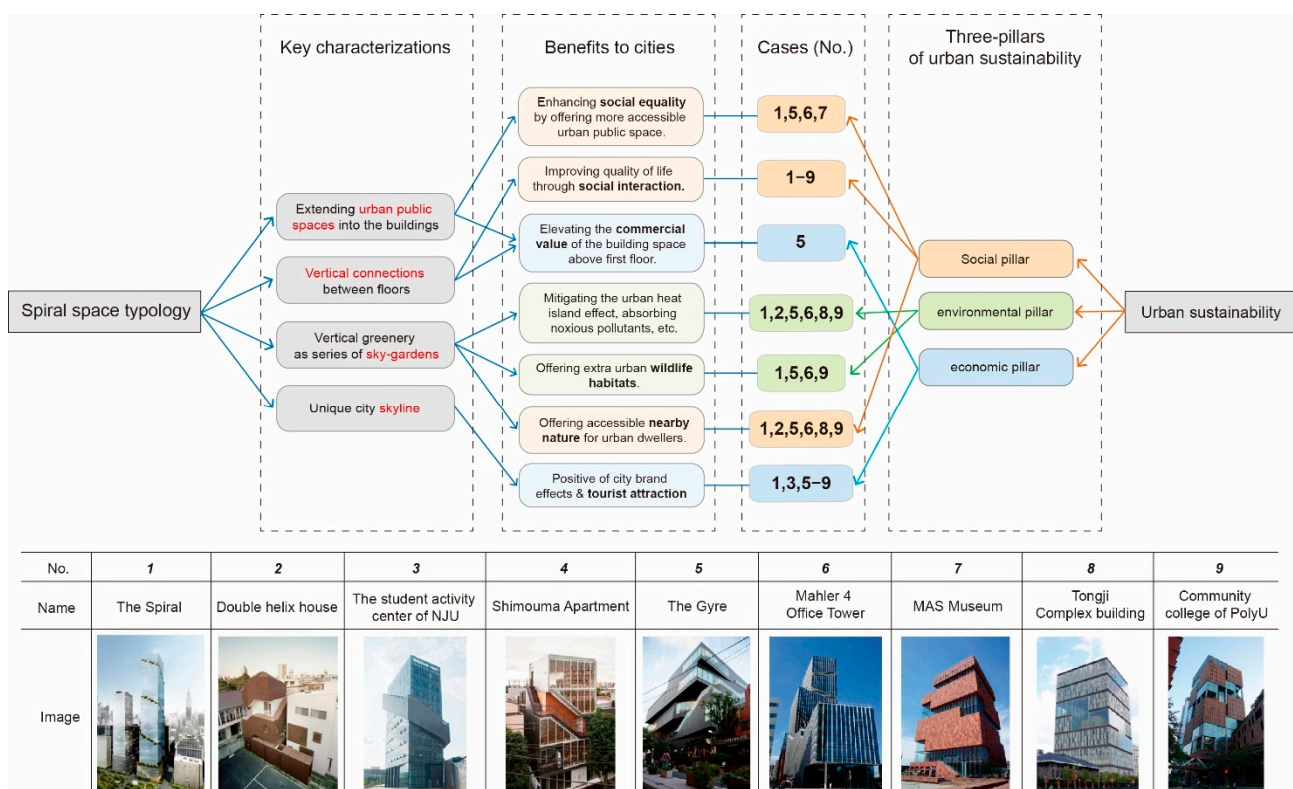 Key characterizations
Benefits to cities
Cases (No.)
Three-pillars
of urban sustainability
Spiral space typology
Extending urban public
spaces into the buildings
Vertical connections
between floors
Vertical greenery
as series of sky-gardens
Unique city skyline
Enhancing social equality
by offering more accessible
urban public space.
Improving quality of life
through social interaction.
Elevating the commercial
value of the building space
above first floor.
Mitigating the urban heat
island effect, absorbing
noxious pollutants, etc.
Offering extra urban wildlife
habitats.
Offering accessible nearby
nature for urban dwellers.
Positive of city brand
effects & tourist attraction
1,5,6,7
1−9
5
1,2,5,6,8,9
1,5,6,9
1,2,5,6,8,9
1,3,5−9
Social pillar
environmental pillar
economic pillar
Urban sustainability
No. 1 2 3 4 5 6 7 8 9
Name
The Spiral
Double helix house
The student activity
center of NJU
Shimouma Apartment
The Gyre
Mahler 4
Office Tower
MAS Museum
Tongji
Complex building
Community
college of PolyU
Image